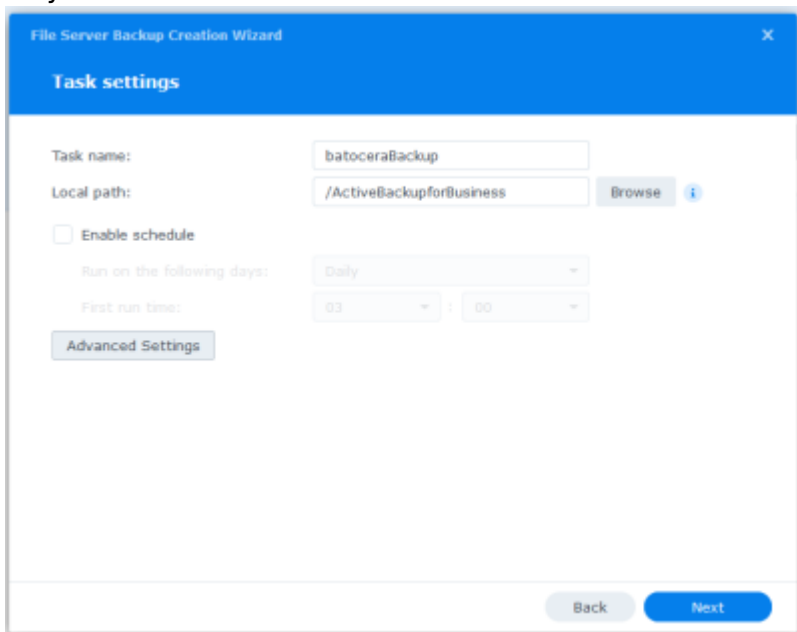 File Server Backup Creation Wizard
Task settings
Task name: batoceraBackup
Local path: /ActiveBackupforBusiness Browse i
Enable schedule
Run on the following days: Daily
First run time: 03 : 00
Advanced Settings
Back Next